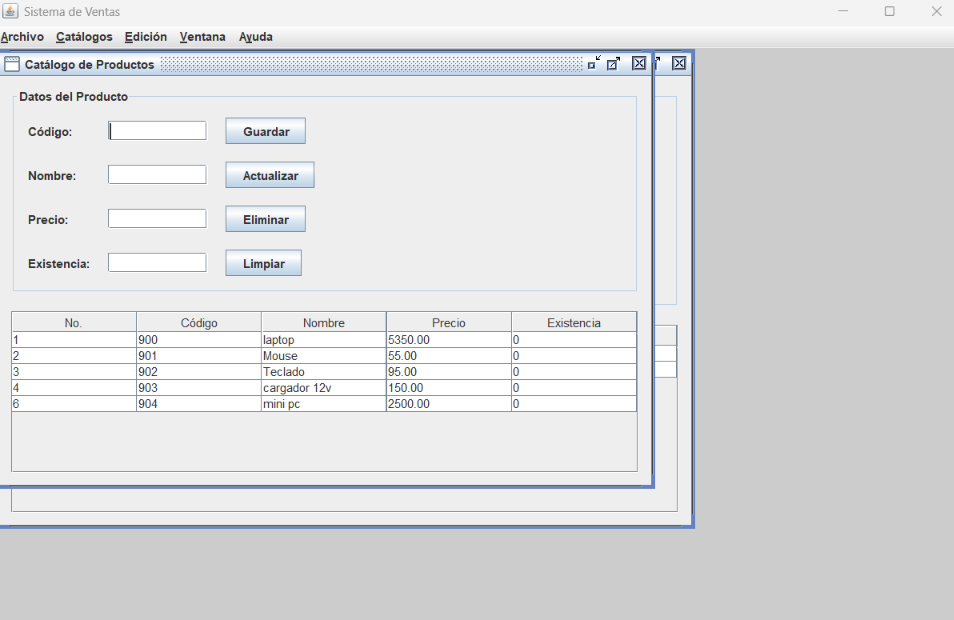 Sistema de Ventas
Archivo Catálogos Edición Ventana Ayuda
Catálogo de Productos
Datos del Producto
Código: Guardar
Nombre: Actualizar
Precio: Eliminar
Existencia: Limpiar
No. Código Nombre Precio Existencia
1 900 laptop 5350.00 0
2 901 Mouse 55.00 0
3 902 Teclado 95.00 0
4 903 cargador 12v 150.00 0
6 904 mini pc 2500.00 0